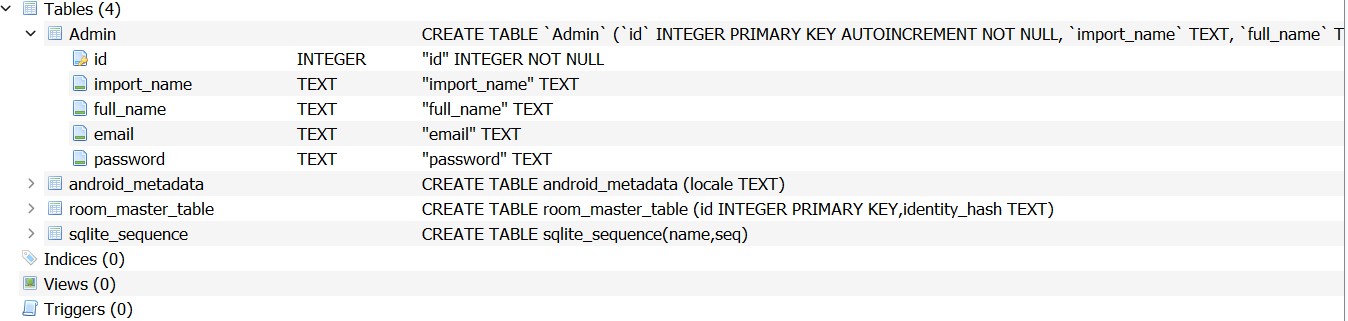 Tables (4)
Admin CREATE TABLE `Admin` (`id` INTEGER PRIMARY KEY AUTOINCREMENT NOT NULL, `import_name` TEXT, `full_name` T
id INTEGER "id" INTEGER NOT NULL
import_name TEXT "import_name" TEXT
full_name TEXT "full_name" TEXT
email TEXT "email" TEXT
password TEXT "password" TEXT
android_metadata CREATE TABLE android_metadata (locale TEXT)
room_master_table CREATE TABLE room_master_table (id INTEGER PRIMARY KEY,identity_hash TEXT)
sqlite_sequence CREATE TABLE sqlite_sequence(name,seq)
Indices (0)
Views (0)
Triggers (0)